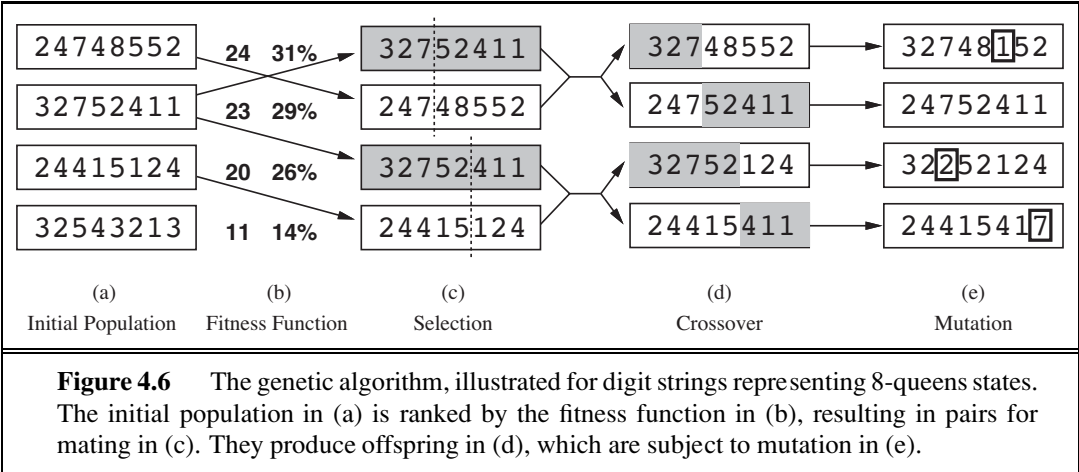 24748552 24 31% 32752411 32748552 32748152
32752411 23 29% 24748552 24752411 24752411
24415124 20 26% 32752411 32752124 32252124
32543213 11 14% 24415124 24415411 24415417
(a) (b) (c) (d) (e)
Initial Population Fitness Function Selection Crossover Mutation
Figure 4.6 The genetic algorithm, illustrated for digit strings representing 8-queens states.
The initial population in (a) is ranked by the fitness function in (b), resulting in pairs for
mating in (c). They produce offspring in (d), which are subject to mutation in (e).